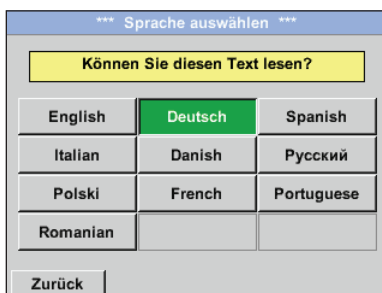 *** Sprache auswählen ***
Können Sie diesen Text lesen?
English Deutsch Spanish
Italian Danish Русский
Polski French Portuguese
Romanian
Zurück